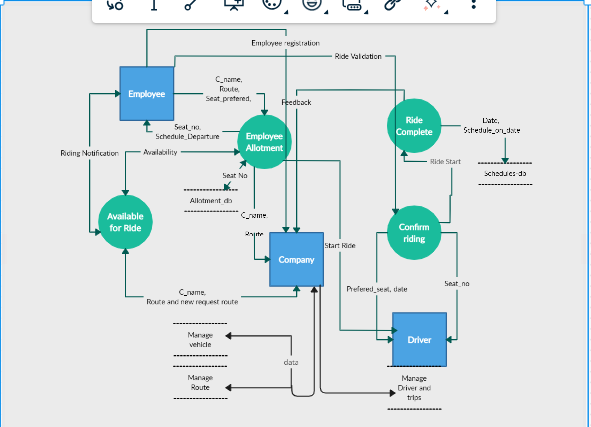 Employee registration
Ride Validation
C_name,
Route,
Seat_prefered,
Employee
Feedback
Ride
Complete
Date,
Schedule_on_date
Seat_no,
Schedule_Departure
Employee
Allotment
Riding Notification
Availability
Ride Start
Seat No
Schedules-db
Allotment_db
C_name,
Route
Available
for Ride
Confirm
riding
Start Ride
Company
C_name,
Route and new request route
Prefered_seat, date
Seat_no
Manage
vehicle
Driver
data
Manage
Route
Manage
Driver and
trips